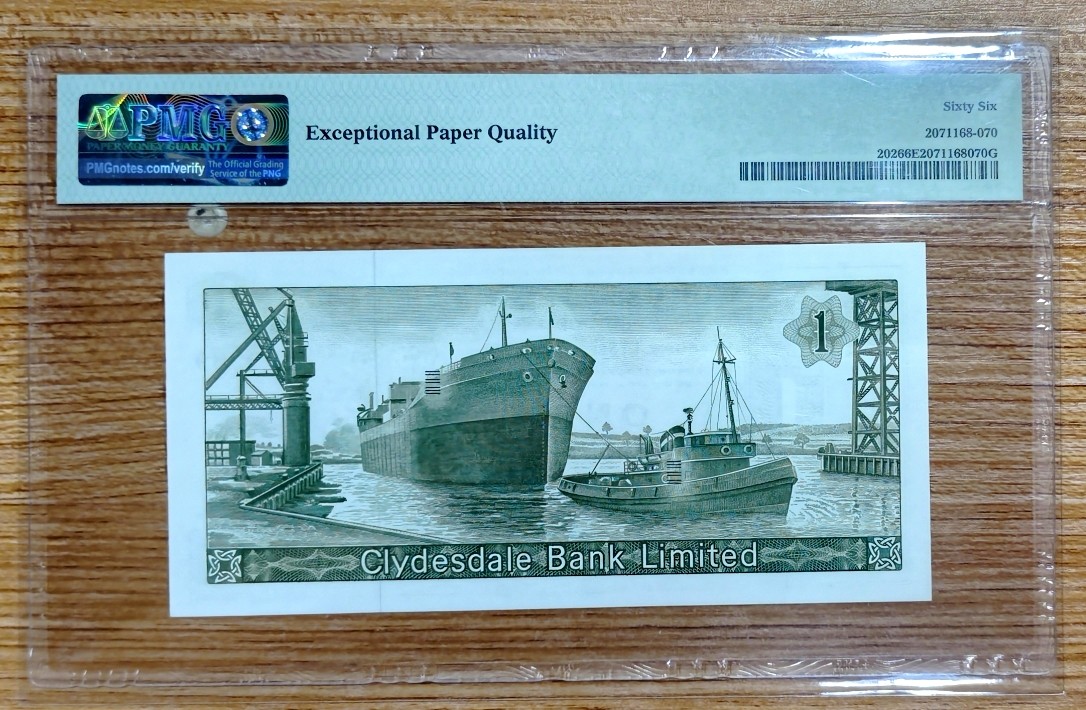 PMG
PAPER MONEY GUARANTY
PMGnotes.com/verify
The Official Grading
Service of the PNG
Exceptional Paper Quality
Sixty Six
2071168-070
20266E2071168070G
1
Clydesdale Bank Limited